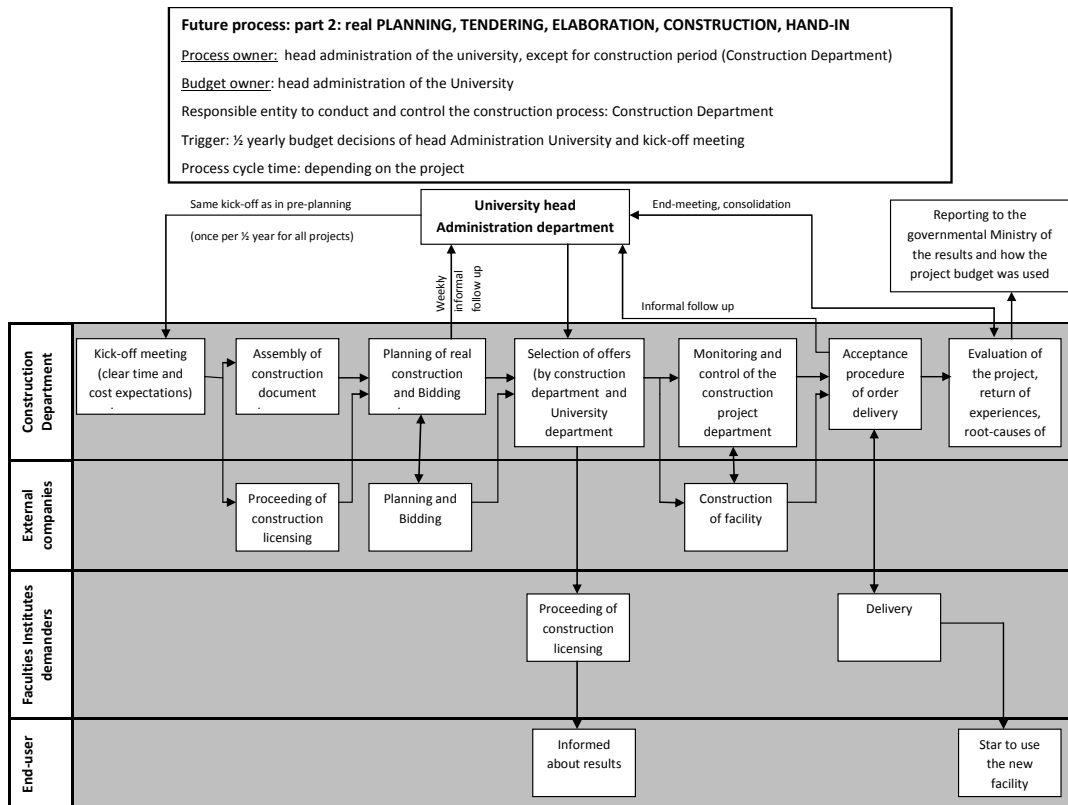 Future process: part 2: real PLANNING, TENDERING, ELABORATION, CONSTRUCTION, HAND-IN
Process owner: head administration of the university, except for construction period (Construction Department)
Budget owner: head administration of the University
Responsible entity to conduct and control the construction process: Construction Department
Trigger: ½ yearly budget decisions of head Administration University and kick-off meeting
Process cycle time: depending on the project
Same kick-off as in pre-planning
(once per ½ year for all projects)
University head
Administration department
End-meeting, consolidation
Reporting to the
governmental Ministry of
the results and how the
project budget was used
Weekly
informal
follow up
Informal follow up
Construction
Department
Kick-off meeting
(clear time and
cost expectations)
Assembly of
construction
document
Planning of real
construction
and Bidding
Selection of offers
(by construction
department and
University
department
Monitoring and
control of the
construction
project
department
Acceptance
procedure
of order
delivery
Evaluation of
the project,
return of
experiences,
root-causes of
External
companies
Proceeding of
construction
licensing
Planning and
Bidding
Construction
of facility
Faculties Institutes
demanders
Proceeding of
construction
licensing
Delivery
End-user
Informed
about results
Star to use
the new
facility